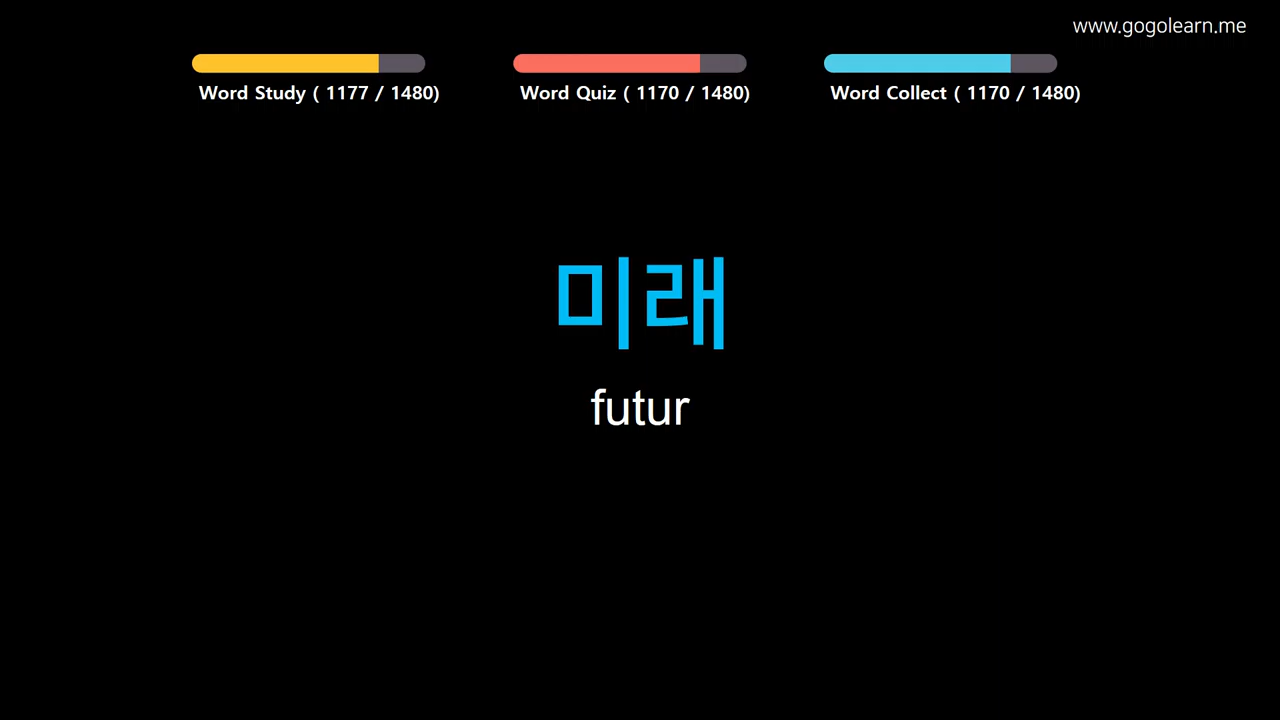 www.gogolearn.me
Word Study ( 1177 / 1480)
Word Quiz ( 1170 / 1480)
Word Collect ( 1170 / 1480)
미래
futur